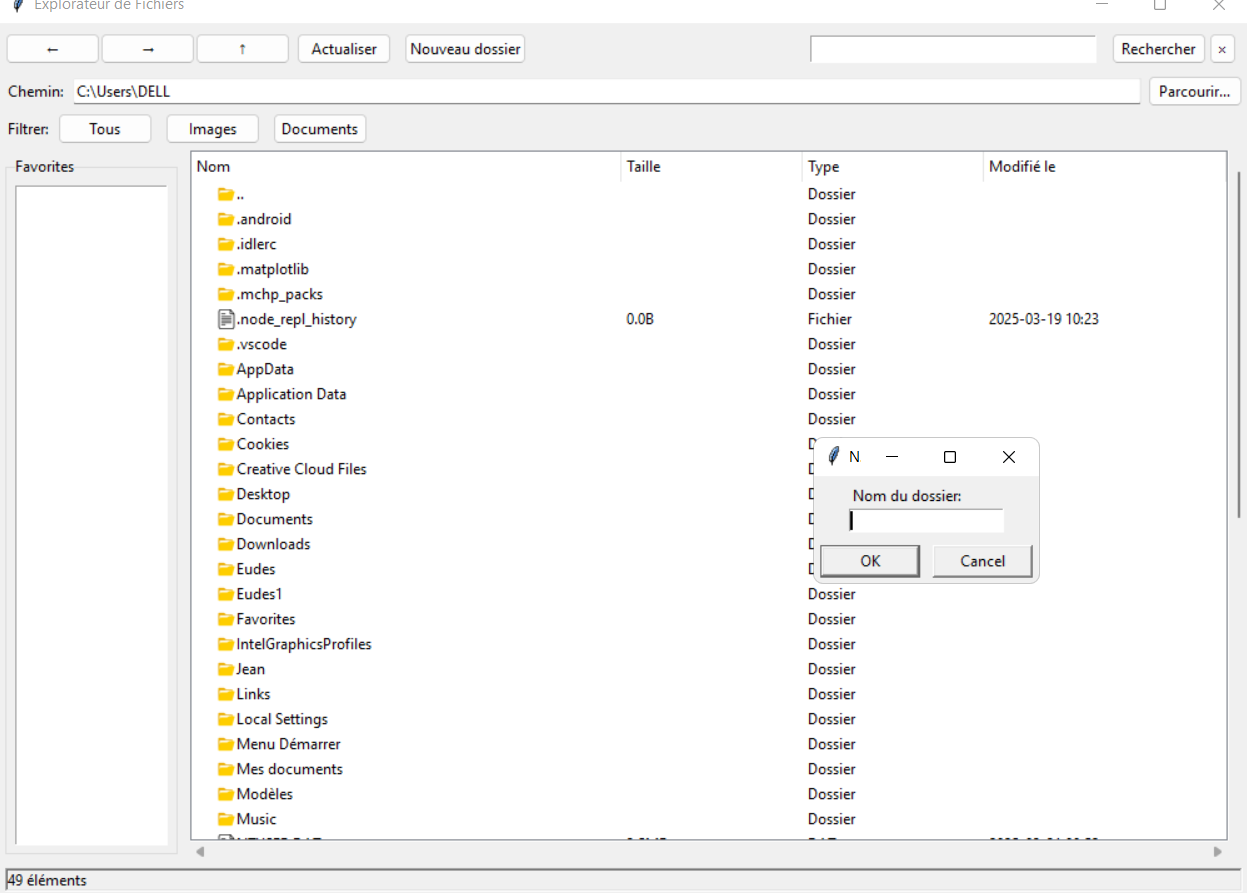 Explorateur de Fichiers
← → ↑ Actualiser Nouveau dossier Rechercher ×
Chemin: C:\Users\DELL Parcourir...
Filtrer: Tous Images Documents
Favorites
Nom Taille Type Modifié le
.. Dossier
.android Dossier
.idlerc Dossier
.matplotlib Dossier
.mchp_packs Dossier
.node_repl_history 0.0B Fichier 2025-03-19 10:23
.vscode Dossier
AppData Dossier
Application Data Dossier
Contacts Dossier
Cookies
Creative Cloud Files
Desktop
Documents
Downloads
Eudes
Eudes1 Dossier
Favorites Dossier
IntelGraphicsProfiles Dossier
Jean Dossier
Links Dossier
Local Settings Dossier
Menu Démarrer Dossier
Mes documents Dossier
Modèles Dossier
Music Dossier
N
Nom du dossier:
OK Cancel
49 éléments